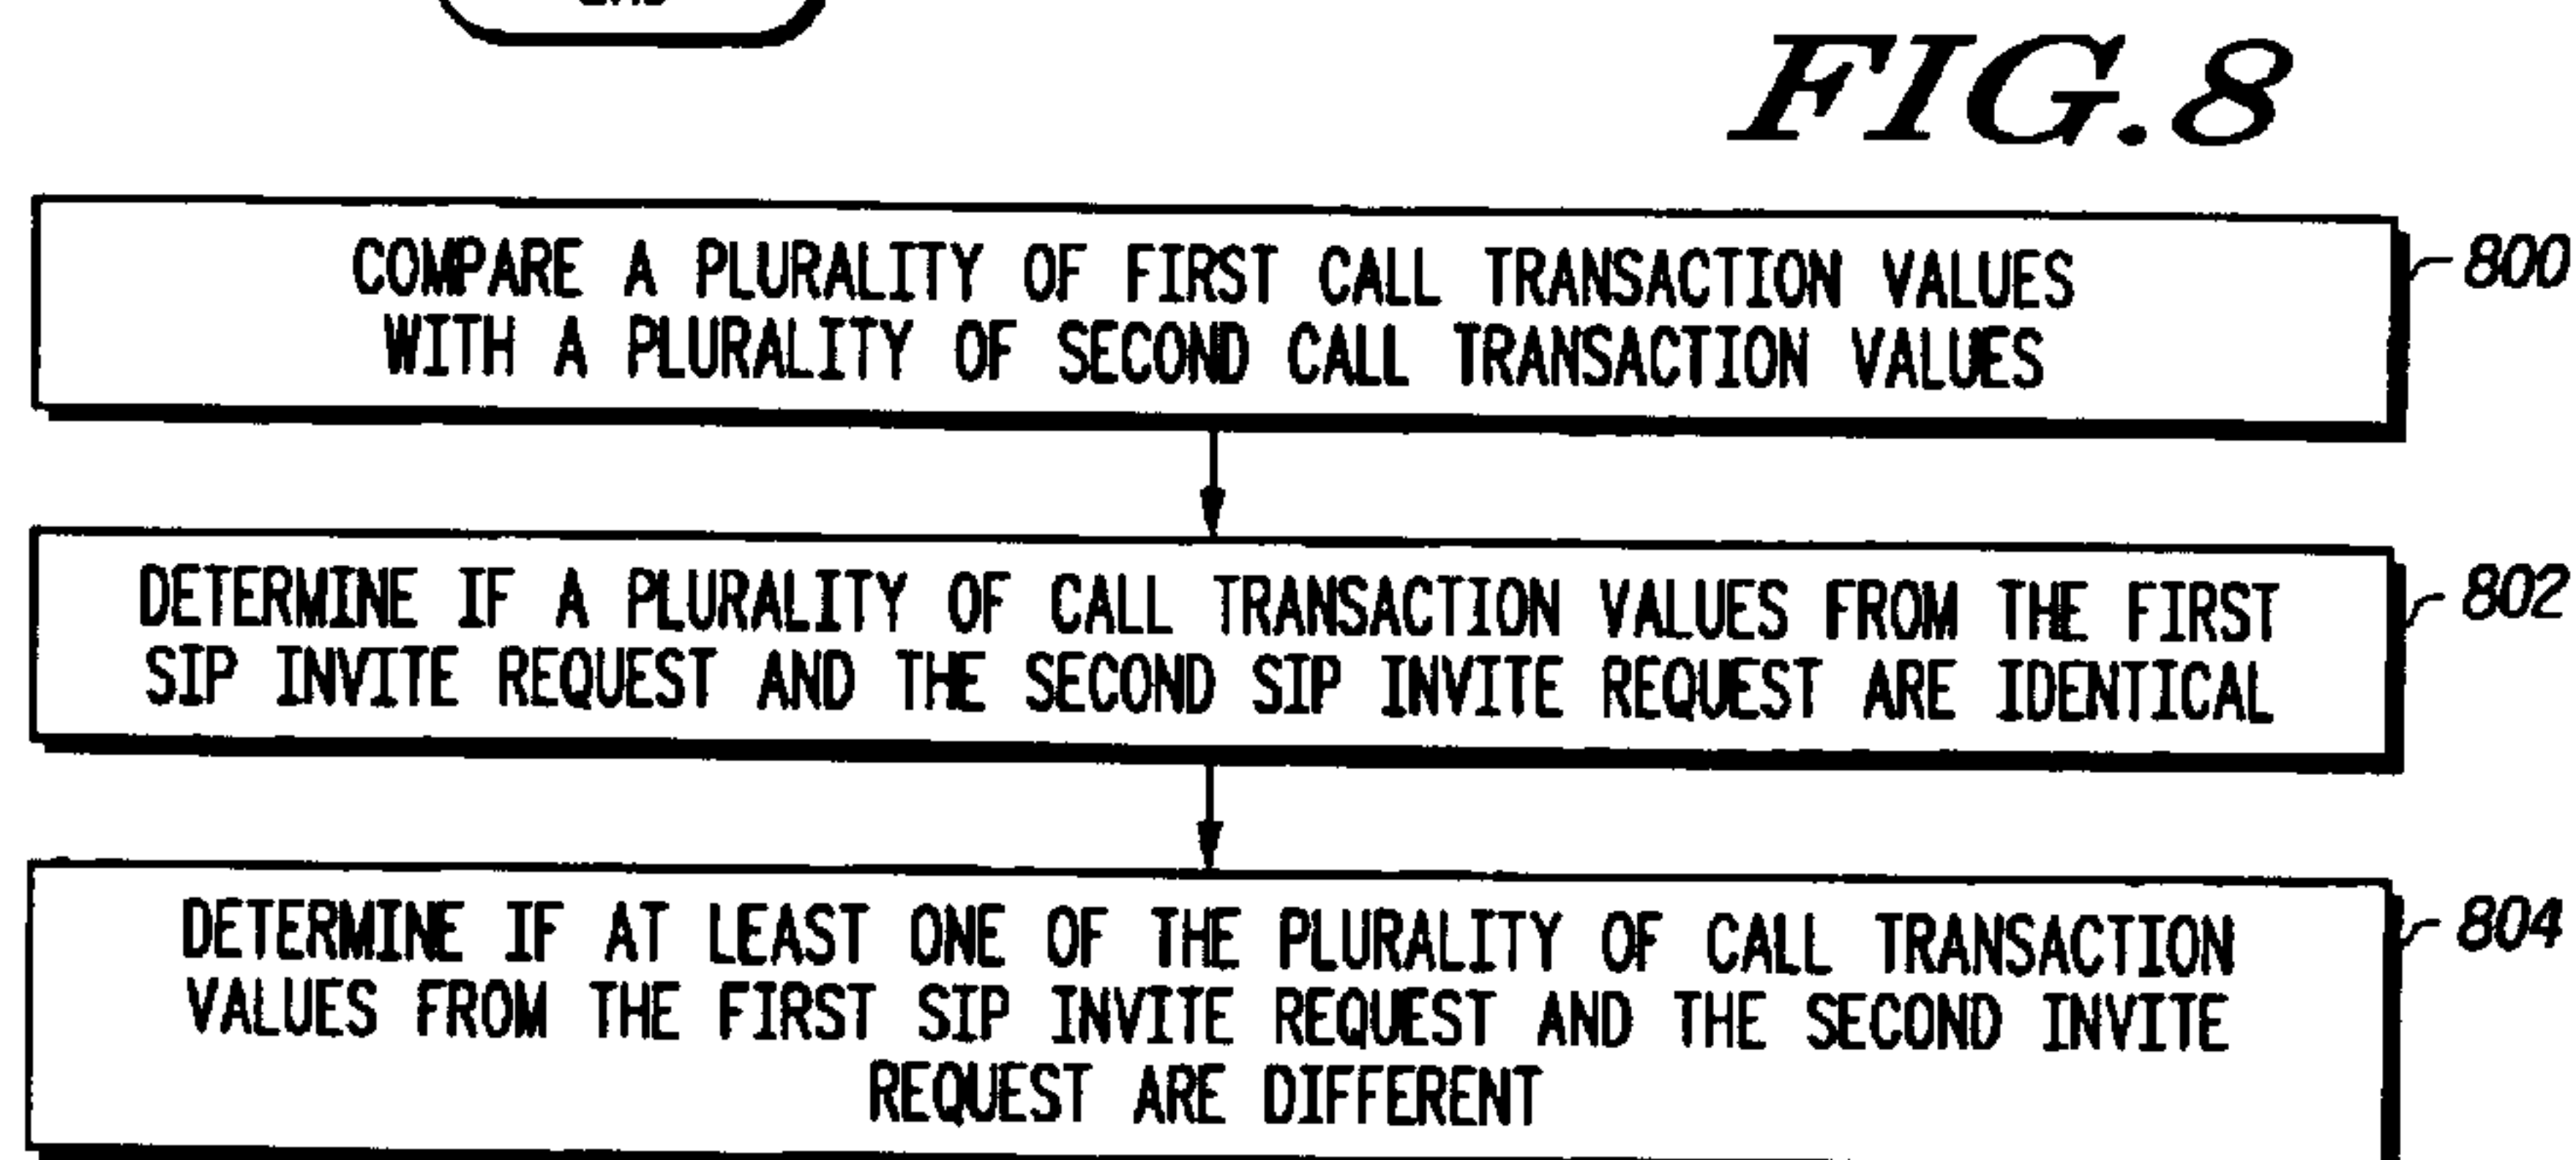 FIG.8
COMPARE A PLURALITY OF FIRST CALL TRANSACTION VALUES
WITH A PLURALITY OF SECOND CALL TRANSACTION VALUES
800
DETERMINE IF A PLURALITY OF CALL TRANSACTION VALUES FROM THE FIRST
SIP INVITE REQUEST AND THE SECOND SIP INVITE REQUEST ARE IDENTICAL
802
DETERMINE IF AT LEAST ONE OF THE PLURALITY OF CALL TRANSACTION
VALUES FROM THE FIRST SIP INVITE REQUEST AND THE SECOND INVITE
REQUEST ARE DIFFERENT
804